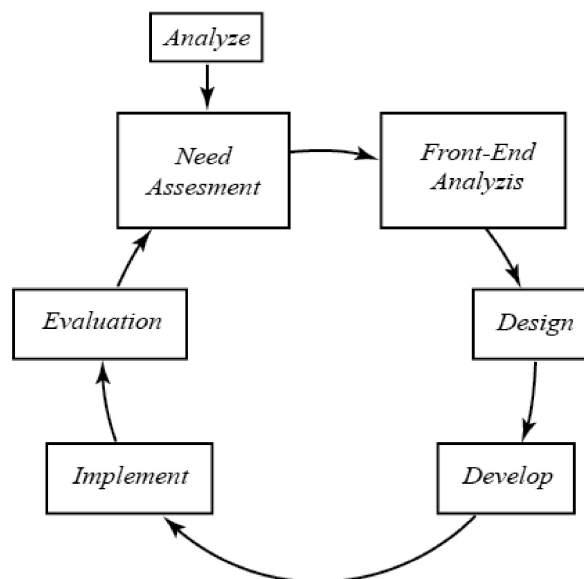 Analyze
Need
Assesment
Front-End
Analyzis
Evaluation
Design
Implement
Develop